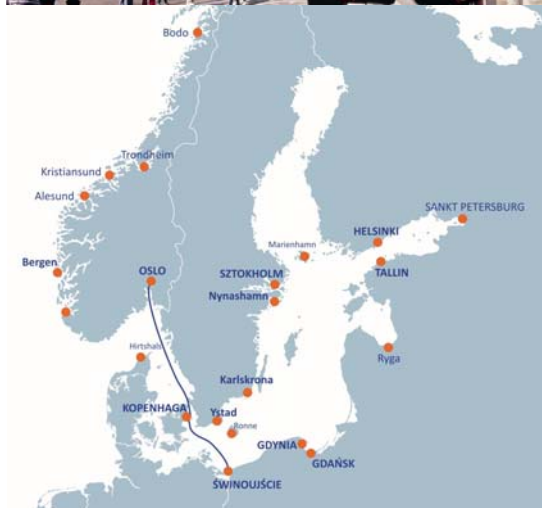 Bodo
Trondheim
Kristiansund
Alesund
SANKT PETERSBURG
HELSINKI
Marienhamn
Bergen
TALLIN
OSLO
SZTOKHOLM
Nynashamn
Ryga
Hirtshals
Karlskrona
KOPENHAGA
Ystad
Ronne
GDYNIA
GDAŃSK
ŚWINOUJŚCIE